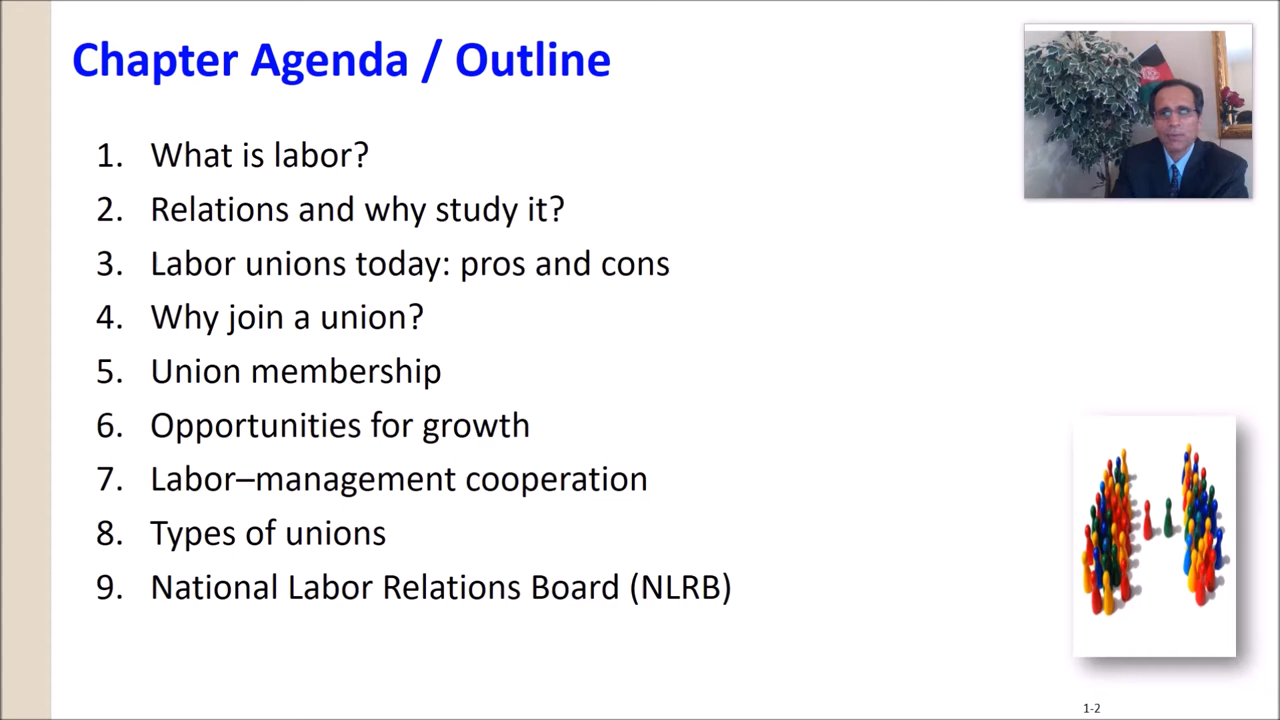 Chapter Agenda / Outline
1. What is labor?
2. Relations and why study it?
3. Labor unions today: pros and cons
4. Why join a union?
5. Union membership
6. Opportunities for growth
7. Labor–management cooperation
8. Types of unions
9. National Labor Relations Board (NLRB)
1-2